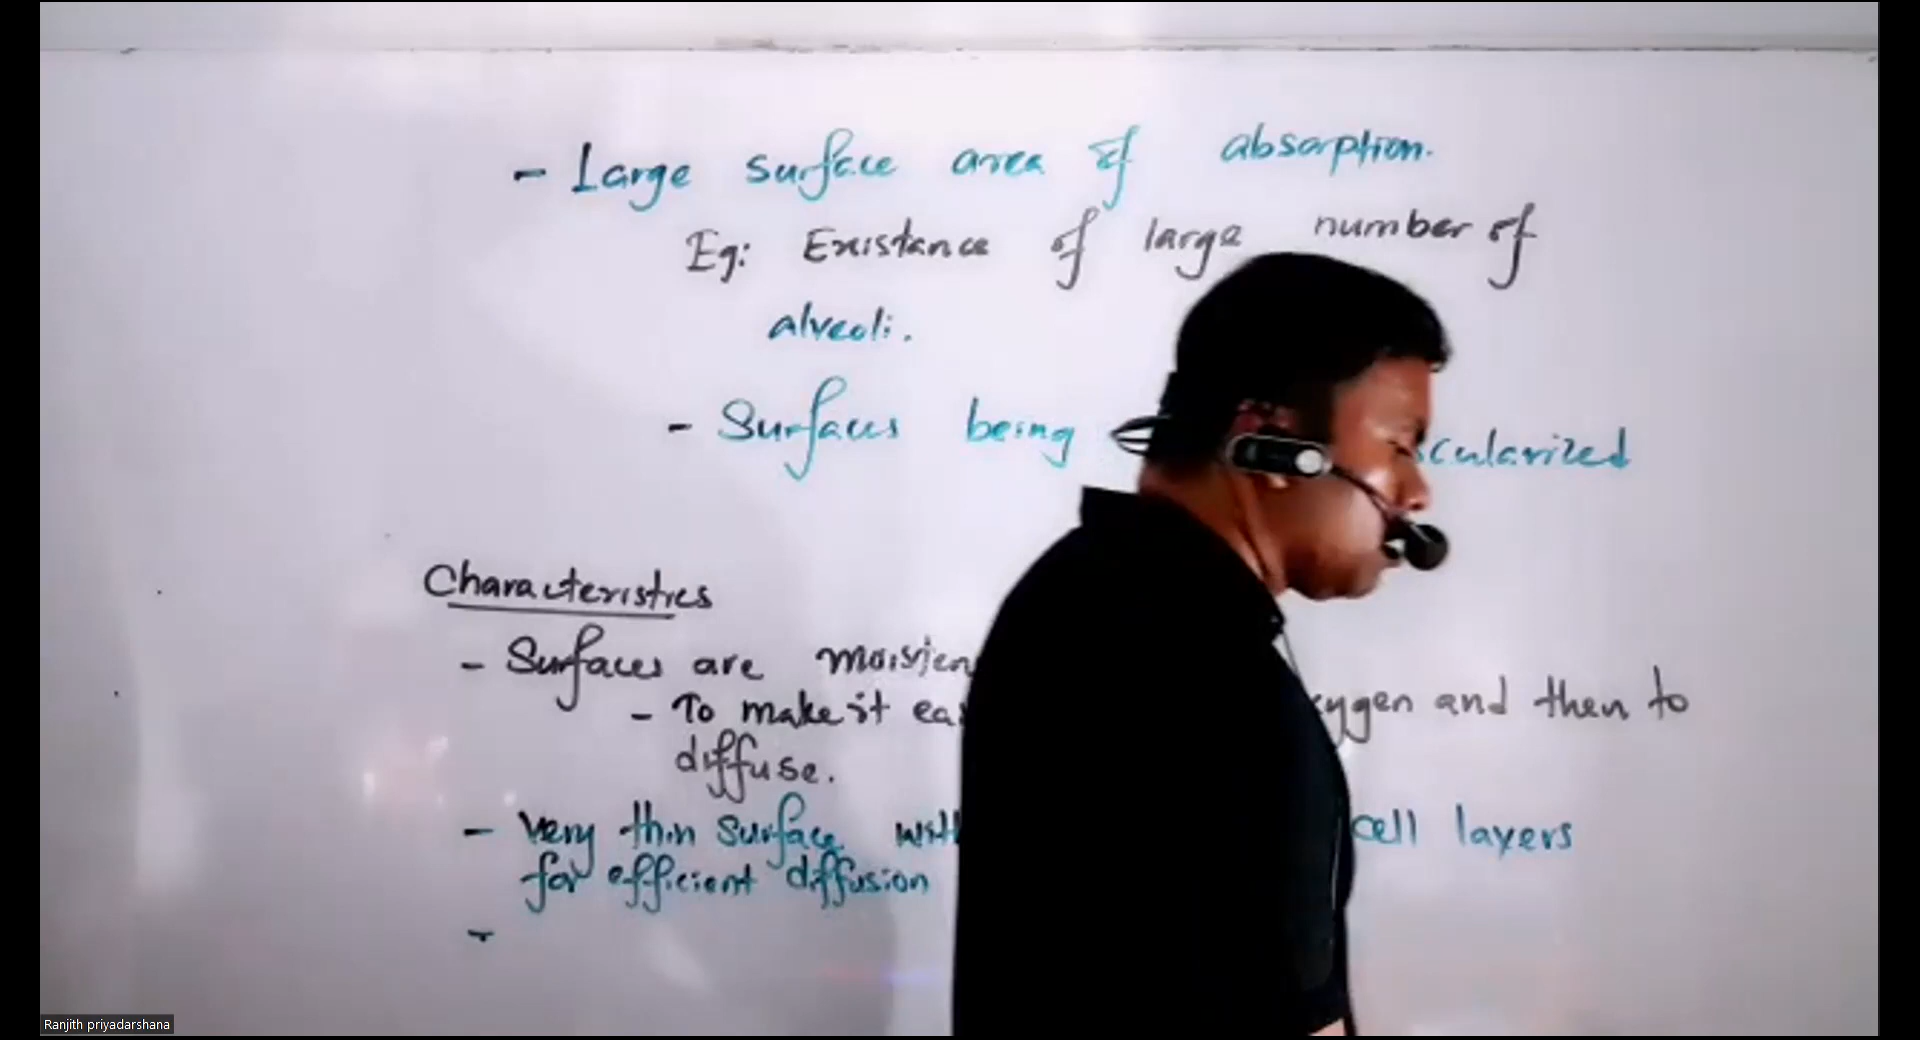 - Large surface area of absorption.
Eg: Existance of large number of
alveoli.
- Surfaces being
Characteristics
- Surfaces are
- To make it and then to
diffuse.
- Very thin surface cell layers
for efficient diffusion
-
Ranjith priyadarshana